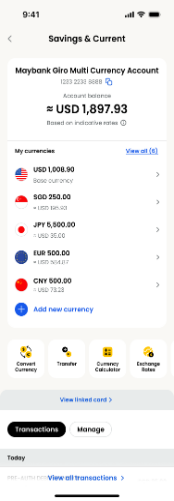 9:41
Savings & Current
Maybank Giro Multi Currency Account
Account balance
≈ USD 1,897.93
Based on indicative rates
My currencies
View all (6)
USD 1,008.90
Base currency
SGD 250.00
JPY 5,500.00
EUR 500.00
CNY 500.00
Add new currency
Convert Currency
Transfer
Currency Calculator
Exchange Rates
View linked card
Transactions
Manage
Today
View all transactions